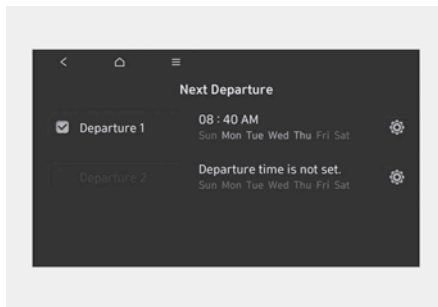 Next Departure
Departure 1
08 : 40 AM
Sun Mon Tue Wed Thu Fri Sat
Departure 2
Departure time is not set.
Sun Mon Tue Wed Thu Fri Sat